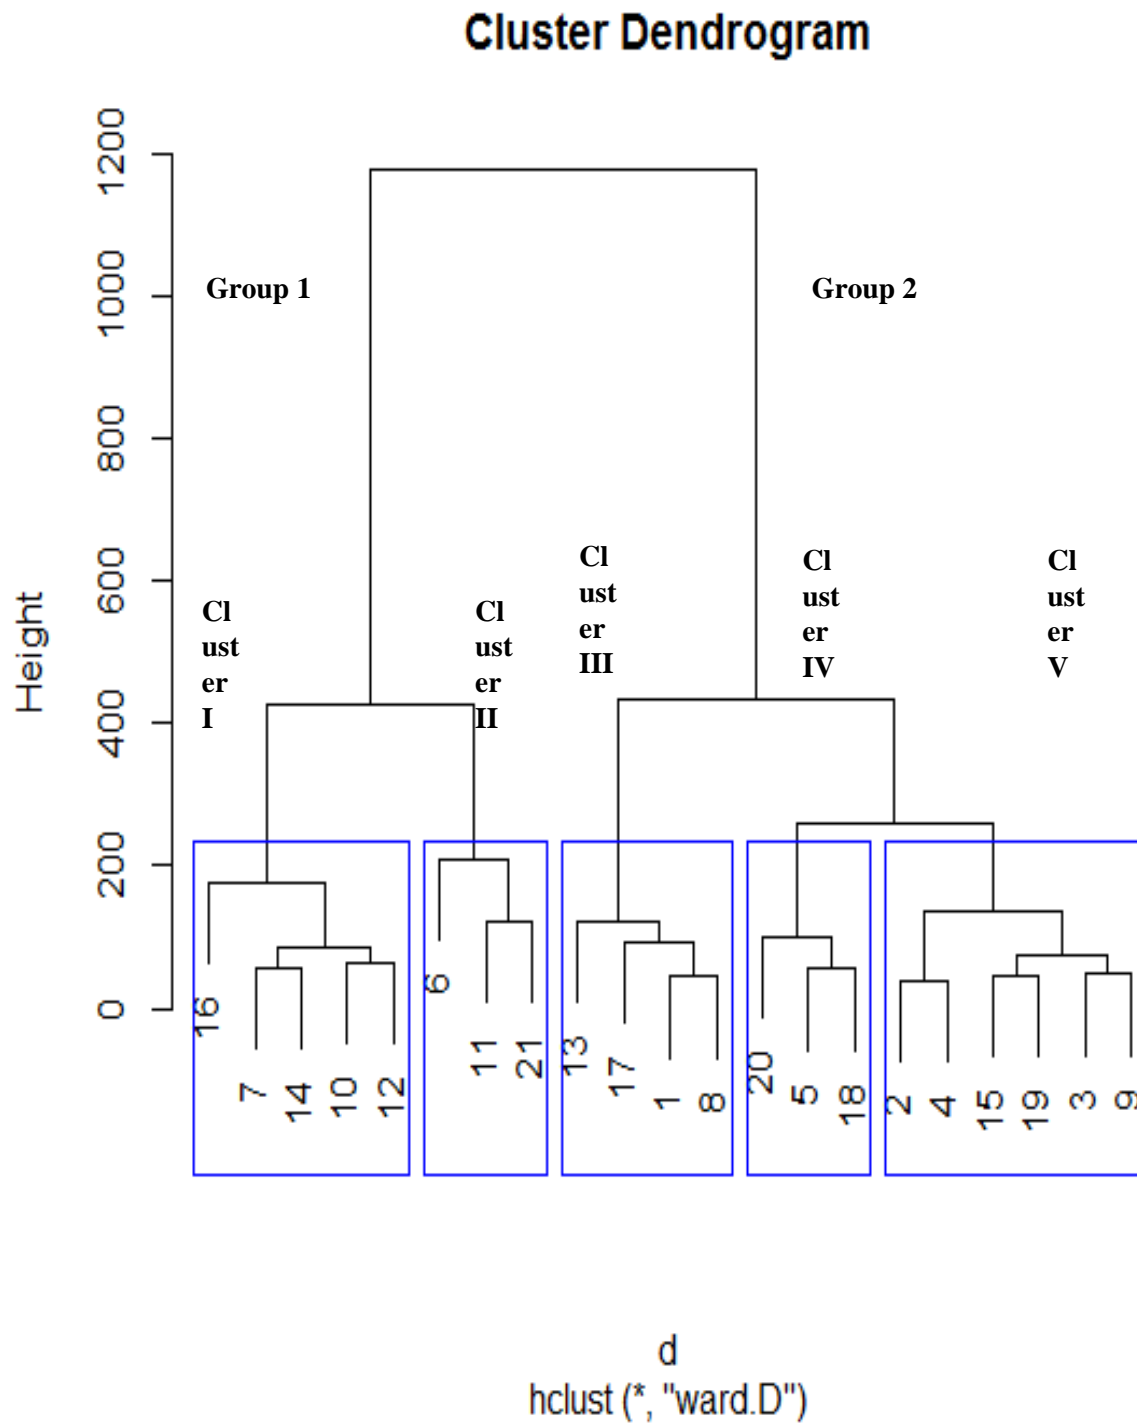 Cluster Dendrogram
Height
1200
1000
800
600
400
200
0
Group 1
Group 2
Cl
ust
er
I
Cl
ust
er
II
Cl
ust
er
III
Cl
ust
er
IV
Cl
ust
er
V
16
7
14
10
12
6
11
21
13
17
1
8
20
5
18
2
4
15
19
3
9
d
hclust (*, "ward.D")